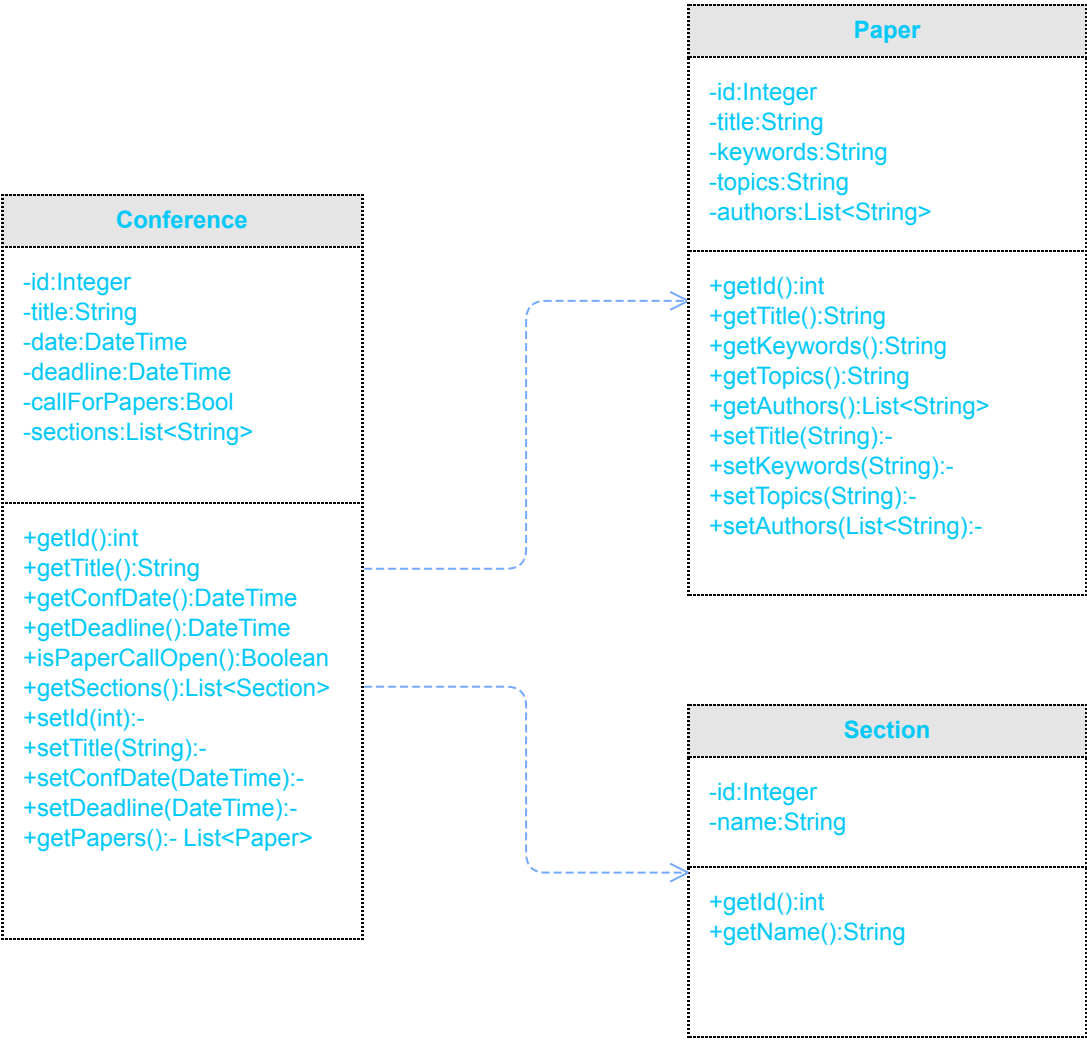 Paper
-id:Integer
-title:String
-keywords:String
-topics:String
-authors:List<String>
+getId():int
+getTitle():String
+getKeywords():String
+getTopics():String
+getAuthors():List<String>
+setTitle(String):-
+setKeywords(String):-
+setTopics(String):-
+setAuthors(List<String):-
Conference
-id:Integer
-title:String
-date:DateTime
-deadline:DateTime
-callForPapers:Bool
-sections:List<String>
+getId():int
+getTitle():String
+getConfDate():DateTime
+getDeadline():DateTime
+isPaperCallOpen():Boolean
+getSections():List<Section>
+setId(int):-
+setTitle(String):-
+setConfDate(DateTime):-
+setDeadline(DateTime):-
+getPapers():- List<Paper>
Section
-id:Integer
-name:String
+getId():int
+getName():String